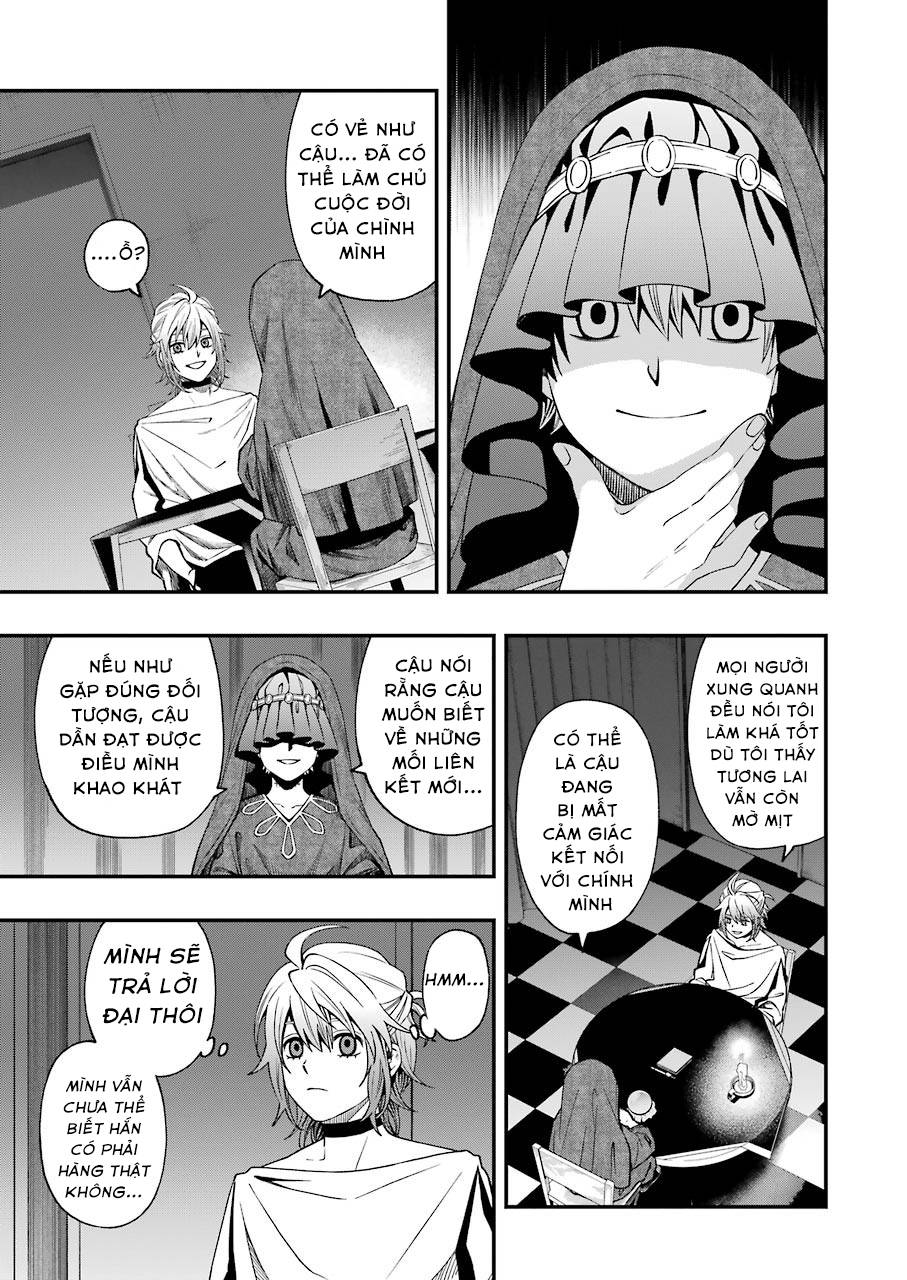 CÓ VẺ NHƯ
CẬU... ĐÃ CÓ
THỂ LÀM CHỦ
CUỘC ĐỜI
CỦA CHÌNH
MÌNH
....Ồ?
MỌI NGƯỜI
XUNG QUANH
ĐỀU NÓI TÔI
LÀM KHÁ TỐT
DÙ TÔI THẤY
TƯƠNG LAI
VẪN CÒN
MỜ MỊT
CÓ THỂ
LÀ CẬU
ĐANG
BỊ MẤT
CẢM GIÁC
KẾT NỐI
VỚI CHÍNH
MÌNH
CẬU NÓI
RẰNG CẬU
MUỐN BIẾT
VỀ NHỮNG
MỐI LIÊN
KẾT MỚI...
NẾU NHƯ
GẶP ĐÚNG ĐỐI
TƯỢNG, CẬU
DẦN ĐẠT ĐƯỢC
ĐIỀU MÌNH
KHAO KHÁT
HMM...
MÌNH SẼ
TRẢ LỜI
ĐẠI THÔI
MÌNH VẪN
CHƯA THỂ
BIẾT HẮN
CÓ PHẢI
HÀNG THẬT
KHÔNG...